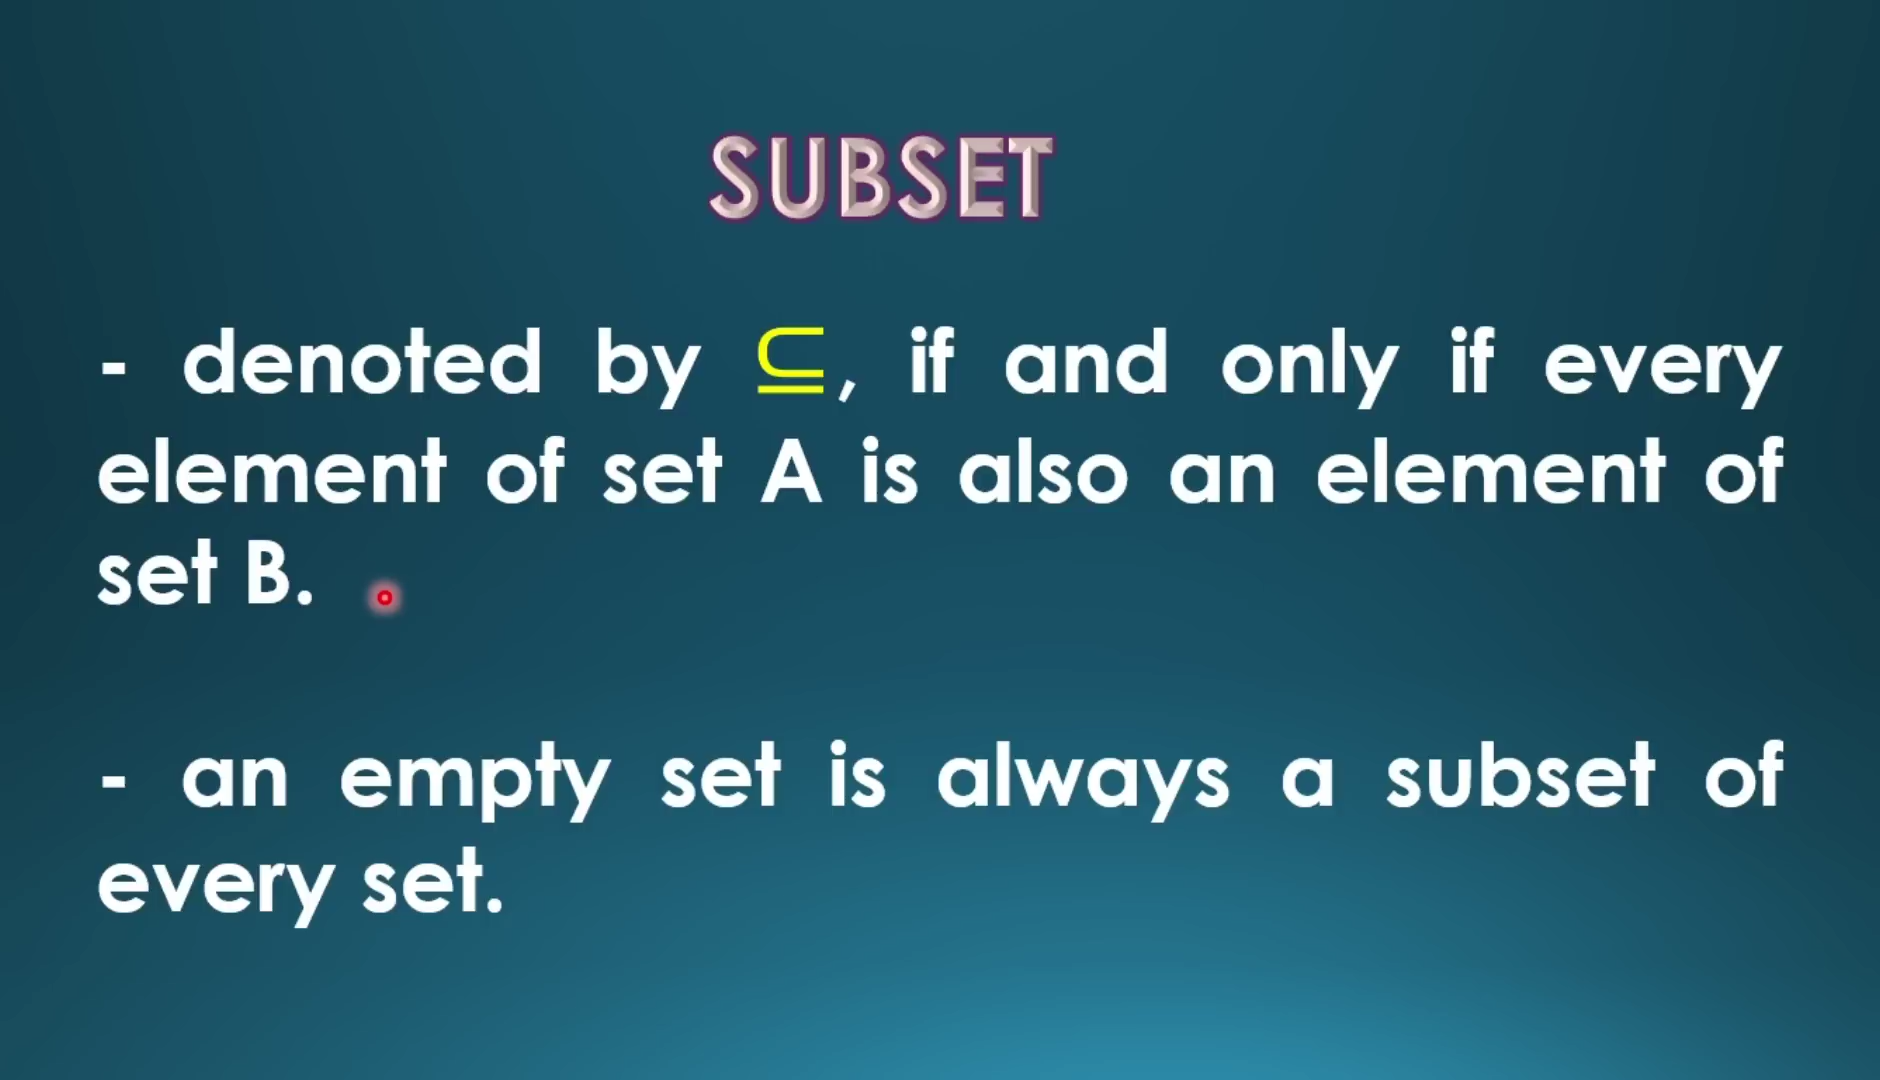 SUBSET
- denoted by ⊆, if and only if every
element of set A is also an element of
set B.
- an empty set is always a subset of
every set.